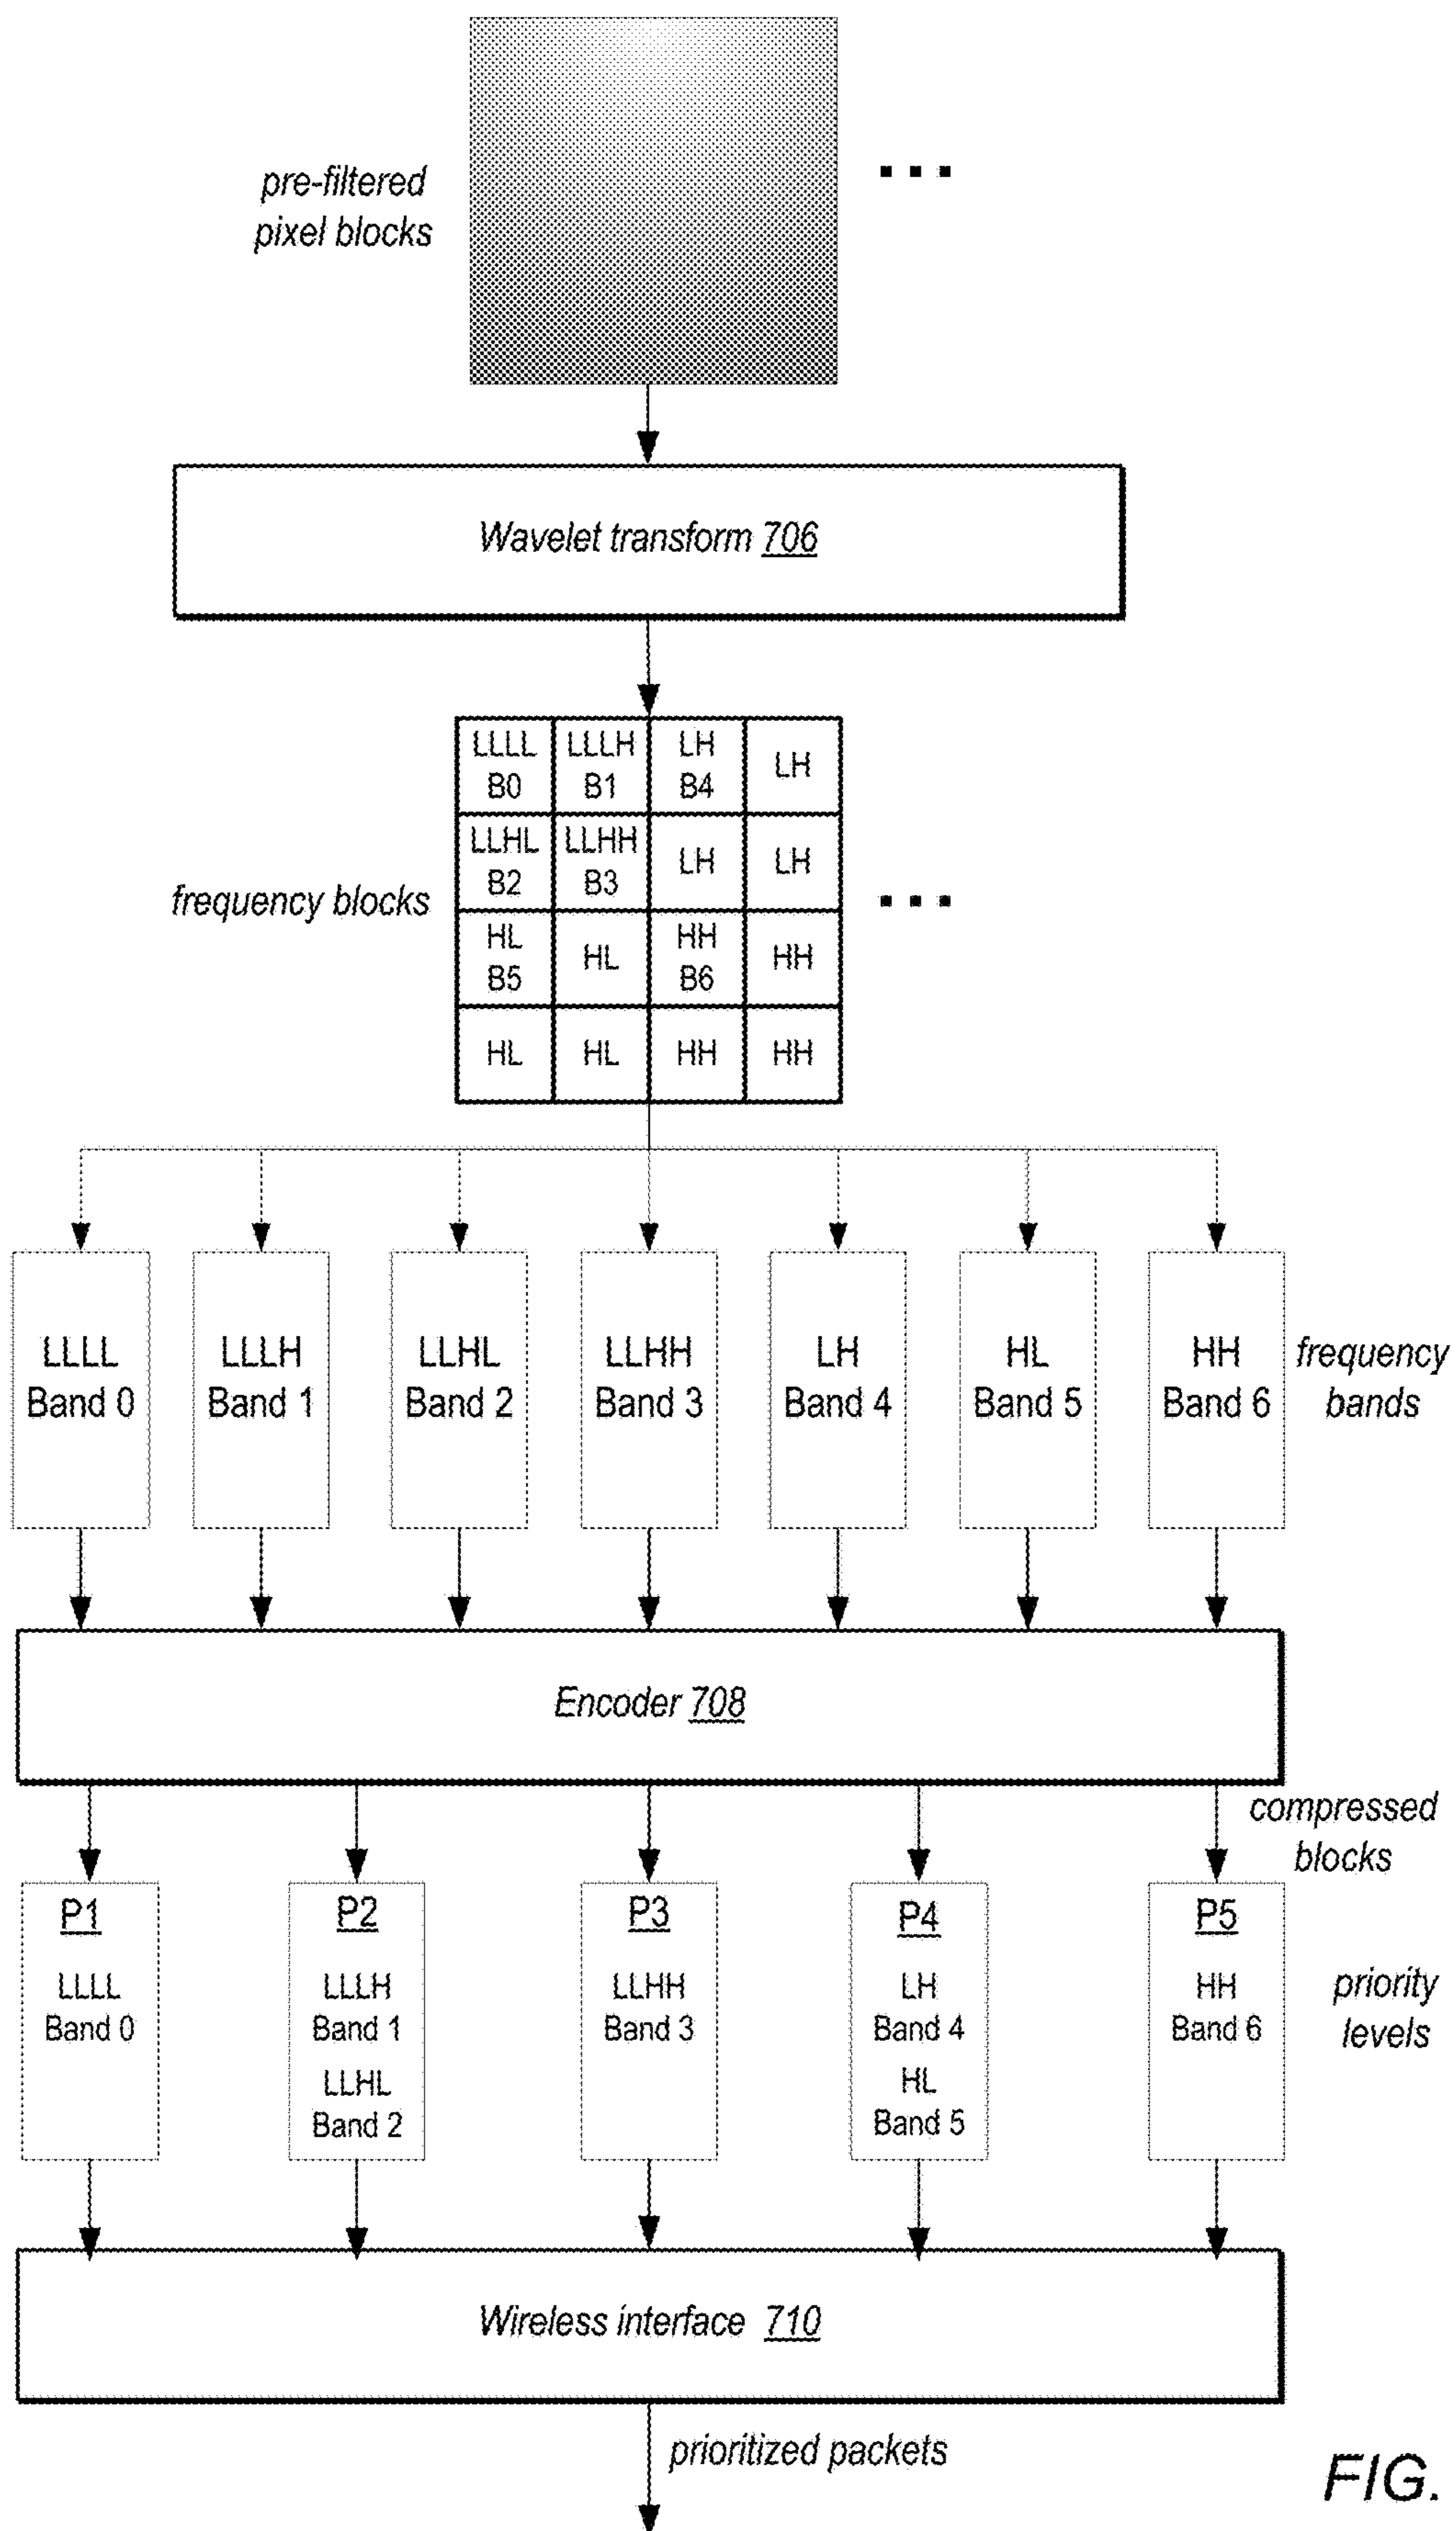 pre-filtered
pixel blocks
Wavelet transform 706
LLLL LLLH LH LH
B0 B1 B4
LLHL LLHH LH LH
B2 B3
frequency blocks
HL HL HH HH
B5 B6
HL HL HH HH
LLLL LLLH LLHL LLHH LH HL HH frequency
Band 0 Band 1 Band 2 Band 3 Band 4 Band 5 Band 6 bands
Encoder 708
compressed
blocks
P1 P2 P3 P4 P5
LLLL LLLH LLHH LH HH priority
Band 0 Band 1 Band 3 Band 4 Band 6 levels
LLHL HL
Band 2 Band 5
Wireless interface 710
prioritized packets
FIG.